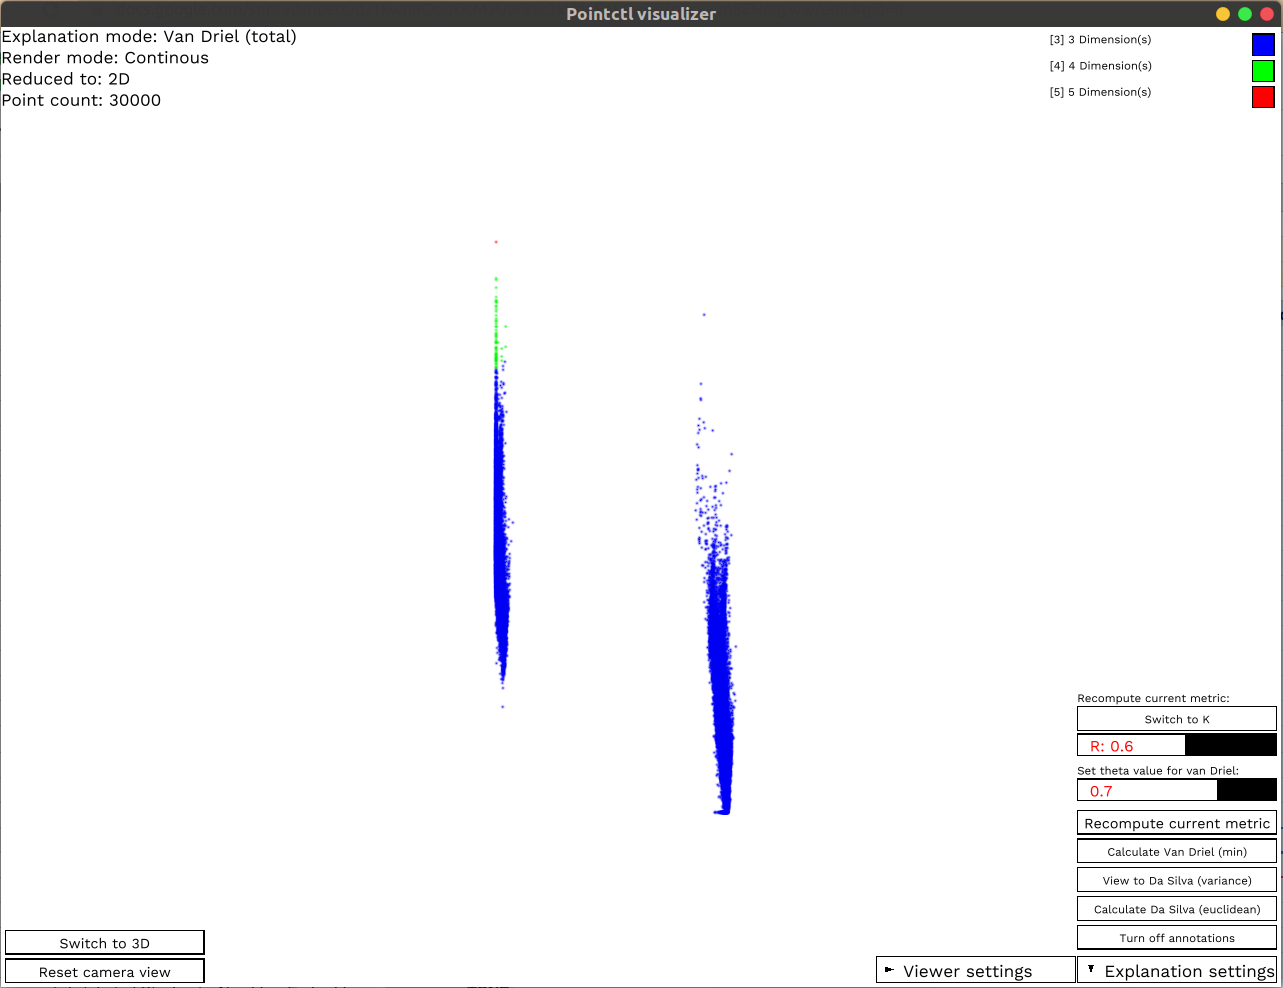 Pointctl visualizer
Explanation mode: Van Driel (total)
Render mode: Continous
Reduced to: 2D
Point count: 30000
[3] 3 Dimension(s)
[4] 4 Dimension(s)
[5] 5 Dimension(s)
Recompute current metric:
Switch to K
R: 0.6
Set theta value for van Driel:
0.7
Recompute current metric
Calculate Van Driel (min)
View to Da Silva (variance)
Calculate Da Silva (euclidean)
Turn off annotations
Switch to 3D
Reset camera view
Viewer settings
Explanation settings